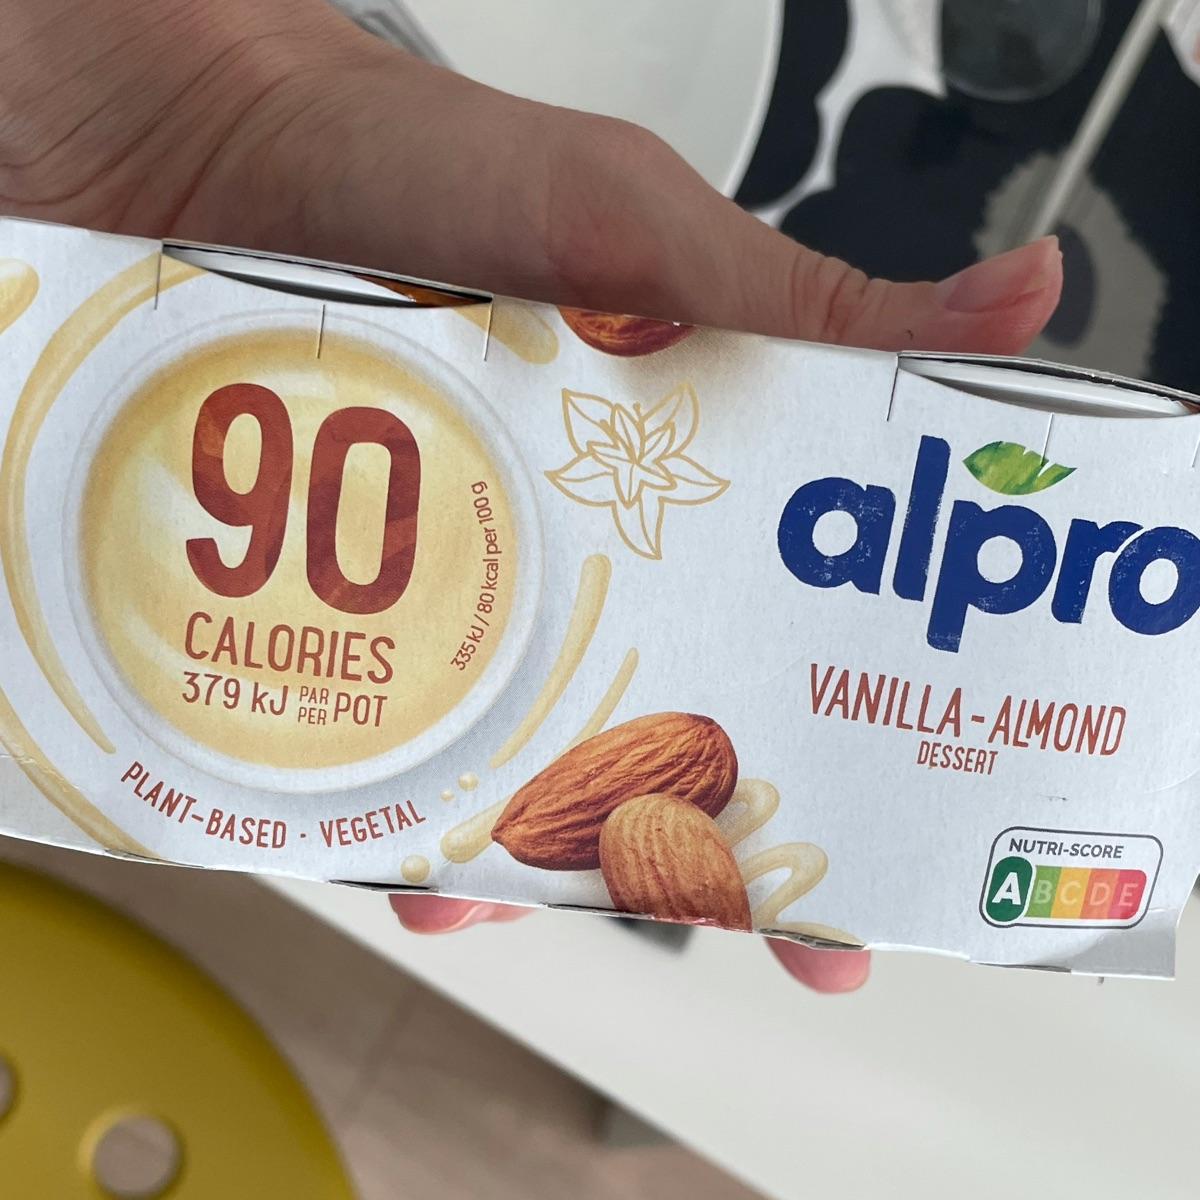 90
CALORIES
379 kJ PAR PER POT
335 kJ / 80 kcal per 100 g
PLANT-BASED · VEGETAL
alpro
VANILLA-ALMOND
DESSERT
NUTRI-SCORE
A B C D E